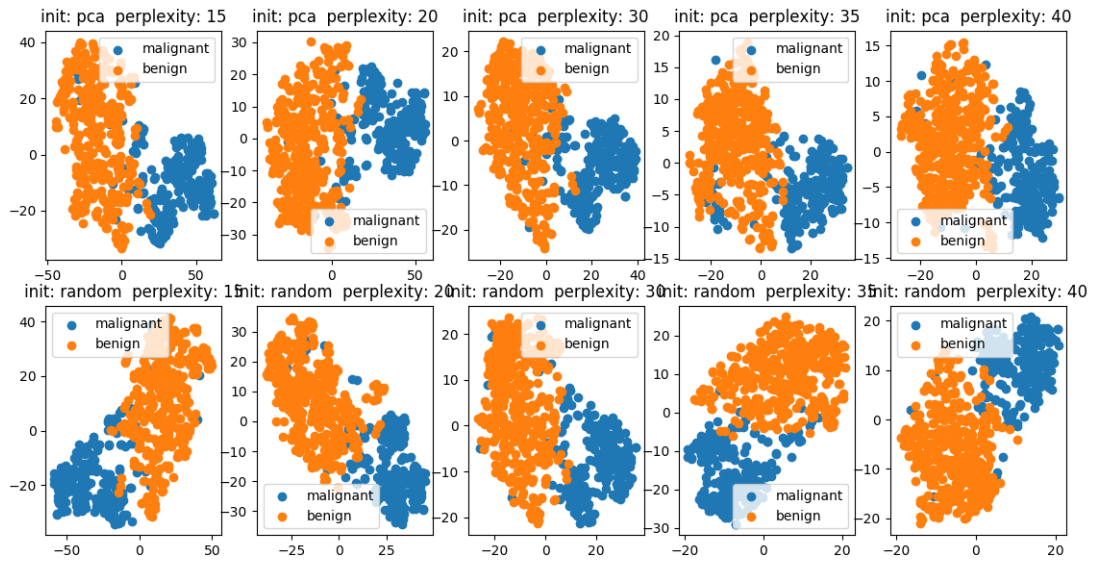 init: pca  perplexity: 15
init: pca  perplexity: 20
init: pca  perplexity: 30
init: pca  perplexity: 35
init: pca  perplexity: 40
malignant
benign
40
20
0
−20
−50
0
50
malignant
benign
30
20
10
0
−10
−20
−30
0
50
malignant
benign
20
10
0
−10
−20
−20
0
20
40
malignant
benign
15
10
5
0
−5
−10
−15
−20
0
20
malignant
benign
15
10
5
0
−5
−10
−15
−20
0
20
malignant
benign
init: random  perplexity: 15
init: random  perplexity: 20
init: random  perplexity: 30
init: random  perplexity: 35
init: random  perplexity: 40
40
20
0
−20
−50
0
50
malignant
benign
30
20
10
0
−10
−20
−30
−25
0
25
malignant
benign
20
10
0
−10
−20
−20
0
20
malignant
benign
20
10
0
−10
−20
−30
−20
0
20
malignant
benign
20
10
0
−10
−20
−20
0
20
malignant
benign